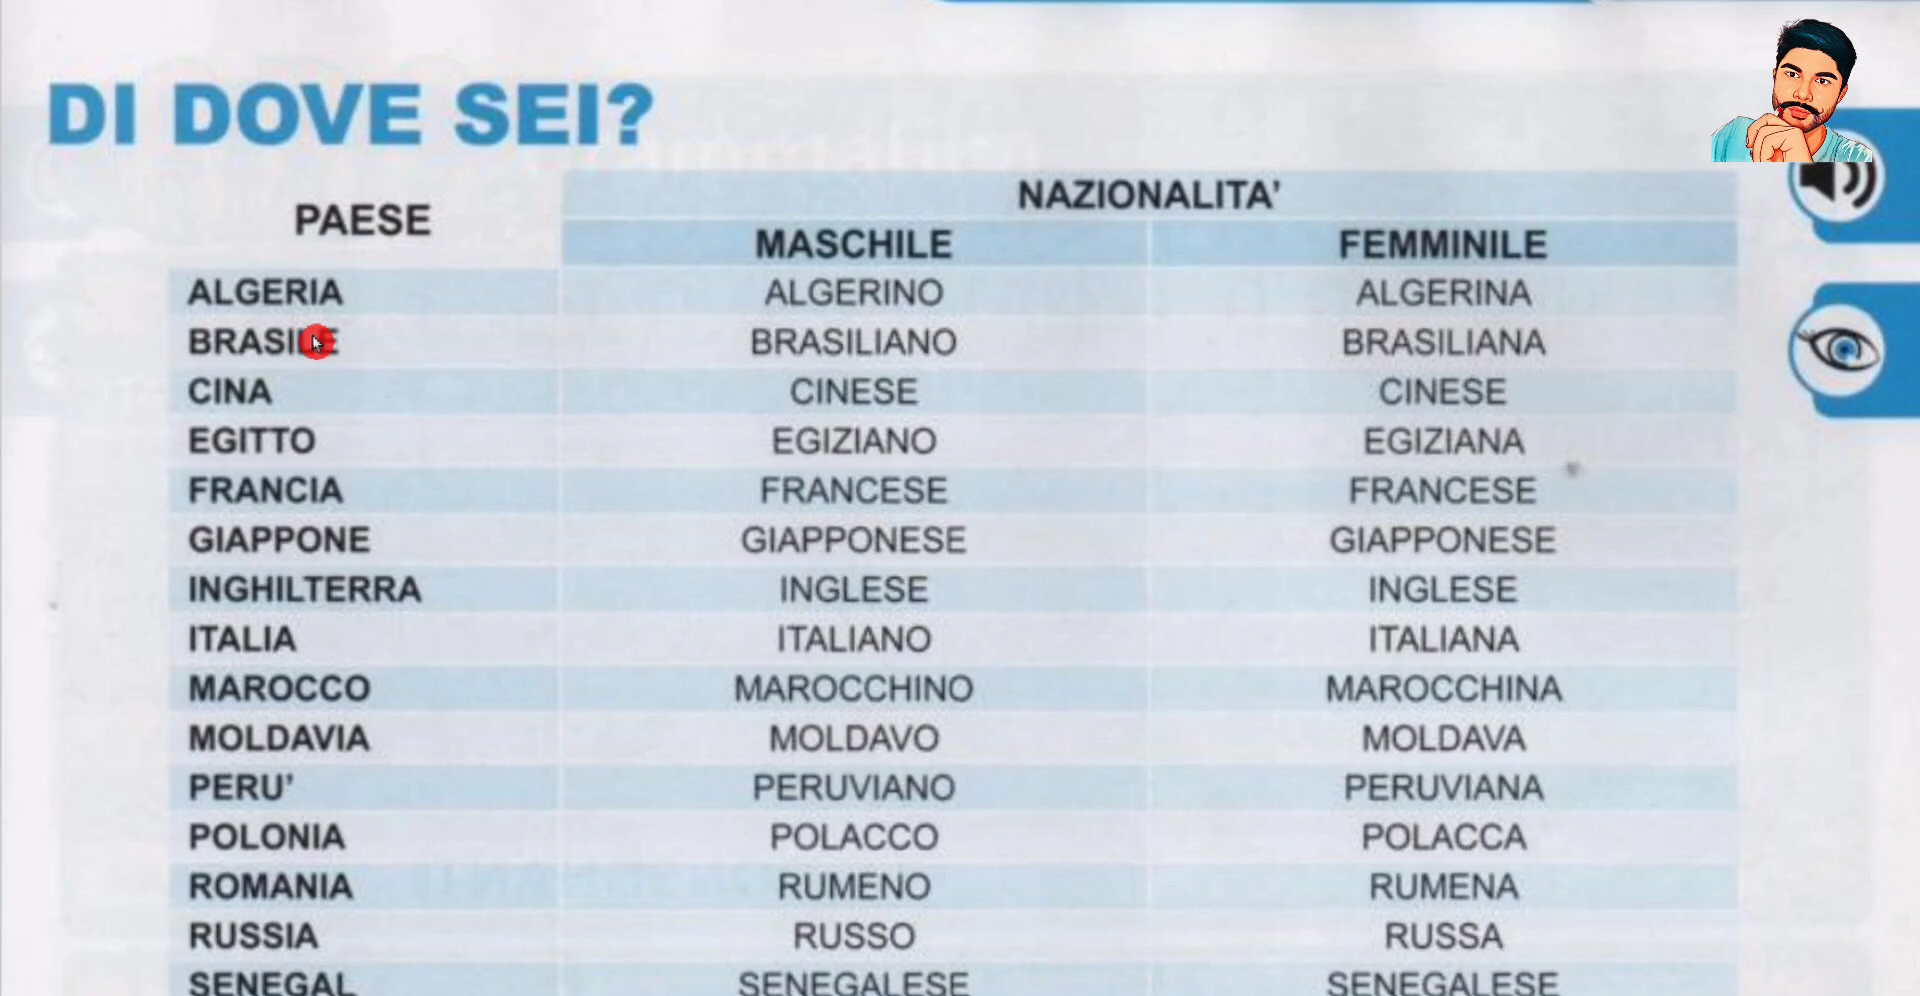 DI DOVE SEI?
PAESE NAZIONALITA'
MASCHILE FEMMINILE
ALGERIA ALGERINO ALGERINA
BRASILE BRASILIANO BRASILIANA
CINA CINESE CINESE
EGITTO EGIZIANO EGIZIANA
FRANCIA FRANCESE FRANCESE
GIAPPONE GIAPPONESE GIAPPONESE
INGHILTERRA INGLESE INGLESE
ITALIA ITALIANO ITALIANA
MAROCCO MAROCCHINO MAROCCHINA
MOLDAVIA MOLDAVO MOLDAVA
PERU' PERUVIANO PERUVIANA
POLONIA POLACCO POLACCA
ROMANIA RUMENO RUMENA
RUSSIA RUSSO RUSSA
SENEGAL SENEGALESE SENEGALESE